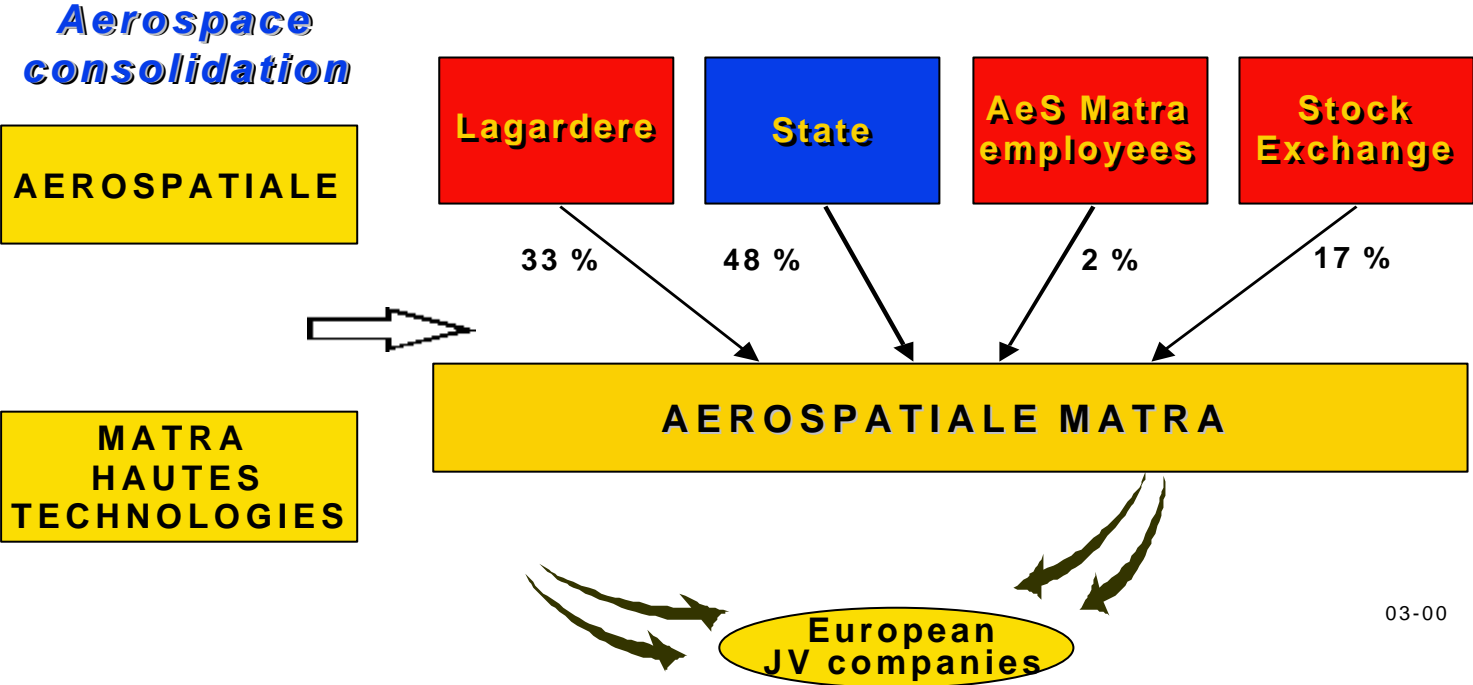 Aerospace
consolidation
AEROSPATIALE
MATRA
HAUTES
TECHNOLOGIES
Lagardere
State
AeS Matra
employees
Stock
Exchange
33 %
48 %
2 %
17 %
AEROSPATIALE MATRA
European
JV companies
03-00